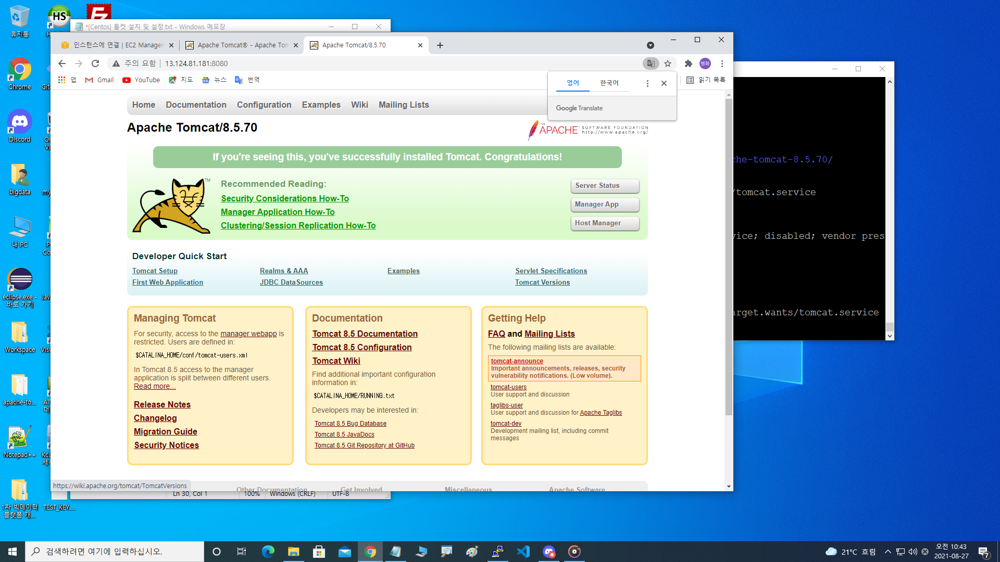 *[Centos] 톰켓 설치 및 설정.txt - Windows 메모장
인스턴스에 연결 | EC2 Managem
Apache Tomcat® - Apache Tom
Apache Tomcat/8.5.70
주의 요함
13.124.81.181:8080
앱
Gmail
YouTube
지도
뉴스
번역
읽기 목록
영어
한국어
Google Translate
Home
Documentation
Configuration
Examples
Wiki
Mailing Lists
Apache Tomcat/8.5.70
THE
APACHE
SOFTWARE FOUNDATION
http://www.apache.org/
If you're seeing this, you've successfully installed Tomcat. Congratulations!
TM
Recommended Reading:
Security Considerations How-To
Manager Application How-To
Clustering/Session Replication How-To
Server Status
Manager App
Host Manager
Developer Quick Start
Tomcat Setup
First Web Application
Realms & AAA
JDBC DataSources
Examples
Servlet Specifications
Tomcat Versions
Managing Tomcat
For security, access to the manager webapp is
restricted. Users are defined in:
$CATALINA_HOME/conf/tomcat-users.xml
In Tomcat 8.5 access to the manager
application is split between different users.
Read more...
Release Notes
Changelog
Migration Guide
Security Notices
Documentation
Tomcat 8.5 Documentation
Tomcat 8.5 Configuration
Tomcat Wiki
Find additional important configuration
information in:
$CATALINA_HOME/RUNNING.txt
Developers may be interested in:
Tomcat 8.5 Bug Database
Tomcat 8.5 JavaDocs
Tomcat 8.5 Git Repository at GitHub
Getting Help
FAQ and Mailing Lists
The following mailing lists are available:
tomcat-announce
Important announcements, releases, security
vulnerability notifications. (Low volume).
tomcat-users
User support and discussion
taglibs-user
User support and discussion for Apache Taglibs
tomcat-dev
Development mailing list, including commit
messages
Other Documentation
Get Involved
Miscellaneous
Apache Software
https://wiki.apache.org/tomcat/TomcatVersions
Ln 30, Col 1
100%
Windows (CRLF)
UTF-8
che-tomcat-8.5.70/
/tomcat.service
vice; disabled; vendor pres
arget.wants/tomcat.service
휴지통
HS
Chrome
Git
Discord
bigdata
my
내 PC
eclipse.exe -
바로 가기
Workspace
apache-to...
Notepad++
1차 빅데이터
플랫폼 개...
TEST_KEY....
병화
검색하려면 여기에 입력하십시오.
21°C 흐림
오전 10:43
2021-08-27
7